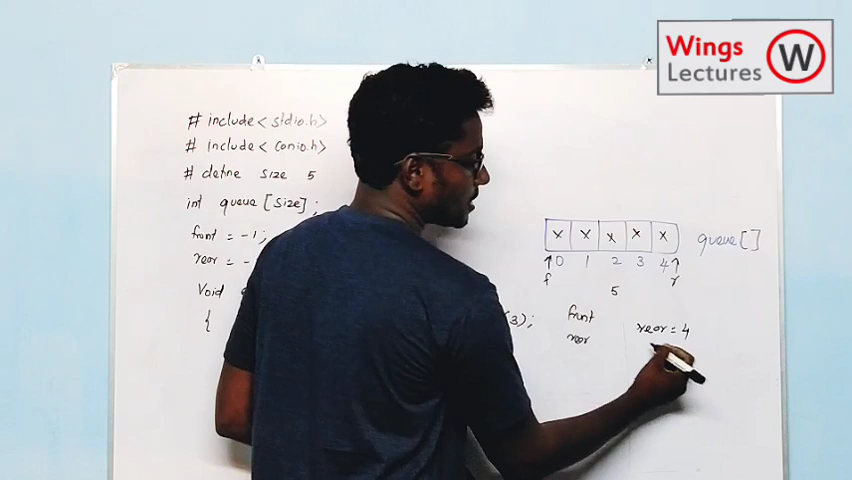 Wings
Lectures
W
# include < stdio.h>
# include < conio.h>
# define size 5
int queue [size];
front = -1;
rear = -
Void
{
(3);
x x x x x
queue []
0 1 2 3 4
f r
5
front
rear
rear = 4